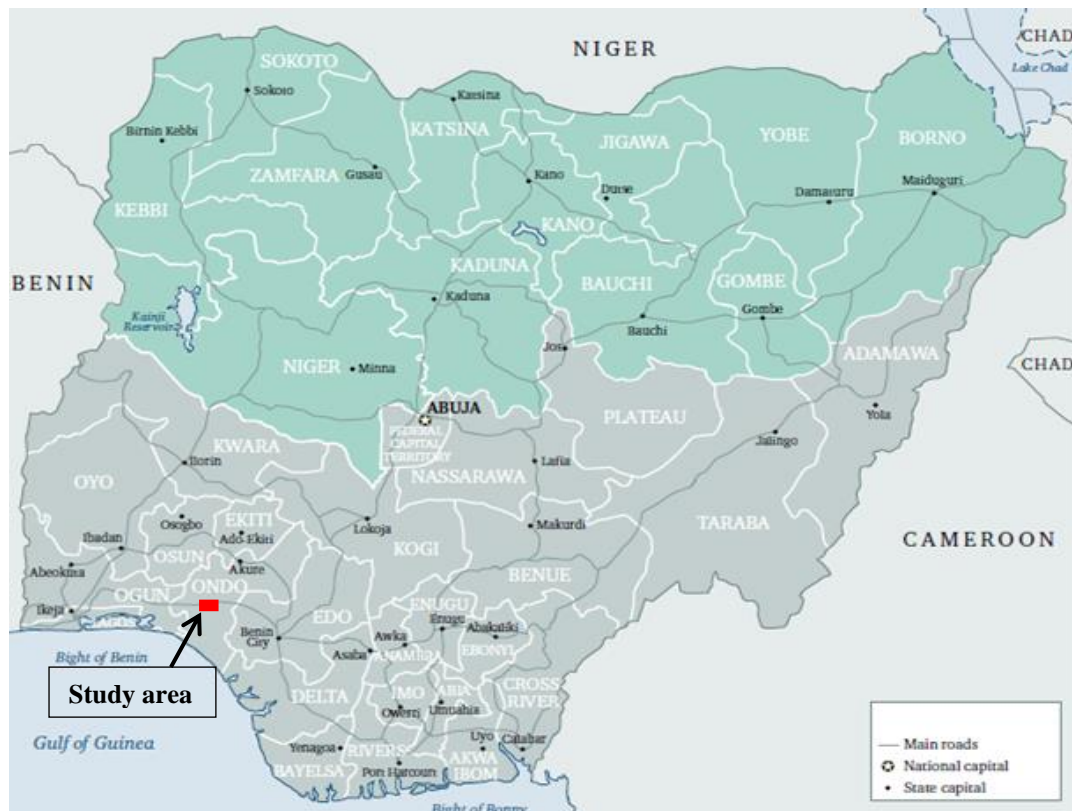 NIGER
CHAD
Lake Chad
SOKOTO
Sokoto
Katsina
Birnin Kebbi
KATSINA
JIGAWA
YOBE
BORNO
ZAMFARA
Gusau
Kano
Dutse
Damaturu
Maiduguri
KEBBI
KANO
BENIN
KADUNA
BAUCHI
GOMBE
Kainji
Reservoir
Kaduna
Gombe
Bauchi
Jos
ADAMAWA
NIGER
Minna
CHAD
ABUJA
PLATEAU
Yola
FEDERAL
CAPITAL
TERRITORY
KWARA
Jalingo
Ilorin
Lafia
NASSARAWA
OYO
Osogbo
EKITI
Lokoja
Makurdi
TARABA
Ibadan
Ado-Ekiti
KOGI
CAMEROON
OSUN
Akure
Abeokuta
BENUE
OGUN
ONDO
Ikeja
EDO
ENUGU
Enugu
LAGOS
Benin
City
Awka
Abakaliki
Asaba
ANAMBRA
EBONYI
Bight of Benin
Study area
DELTA
IMO
ABIA
CROSS
RIVER
Owerri
Umuahia
Gulf of Guinea
Yenagoa
RIVERS
Uyo
Calabar
Main roads
BAYELSA
Port Harcourt
AKWA
IBOM
National capital
State capital
Bight of Bonny